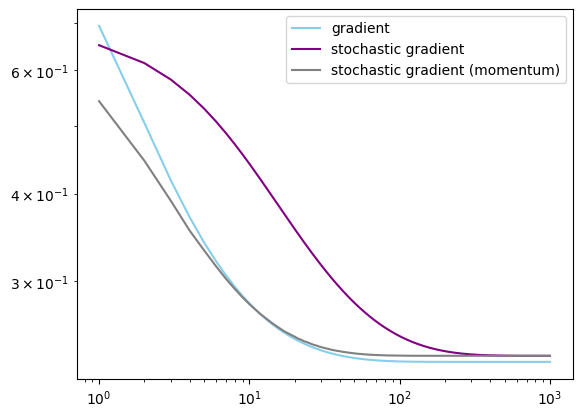 gradient
stochastic gradient
stochastic gradient (momentum)
6 × 10⁻¹
4 × 10⁻¹
3 × 10⁻¹
10⁰
10¹
10²
10³